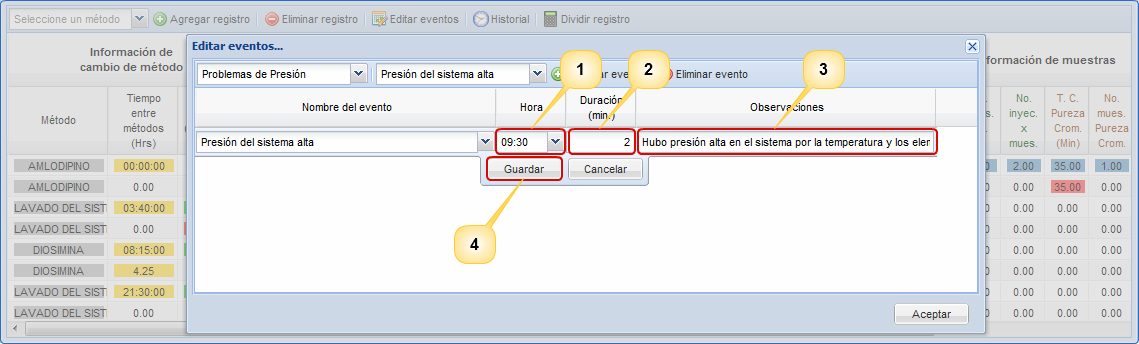 Seleccione un método Agregar registro Eliminar registro Editar eventos Historial Dividir registro
Información de
cambio de método
formación de muestras
Método
Tiempo
entre
métodos
(Hrs)
No.
inyec.
x
mues.
T. C.
Pureza
Crom.
(Min)
No.
mues.
Pureza
Crom.
AMLODIPINO 00:00:00 2.00 35.00 1.00
AMLODIPINO 0.00 0.00 35.00 0.00
LAVADO DEL SIST 03:40:00 0.00 0.00 0.00
LAVADO DEL SIST 0.00 0.00 0.00 0.00
DIOSIMINA 08:15:00 0.00 0.00 0.00
DIOSIMINA 4.25 0.00 0.00 0.00
LAVADO DEL SIST 21:30:00 0.00 0.00 0.00
LAVADO DEL SIST 0.00 0.00 0.00 0.00
Editar eventos...
Problemas de Presión Presión del sistema alta ar eve Eliminar evento
1 2 3
Nombre del evento Hora Duración (min.) Observaciones
Presión del sistema alta 09:30 2 Hubo presión alta en el sistema por la temperatura y los eler
Guardar Cancelar
4
Aceptar